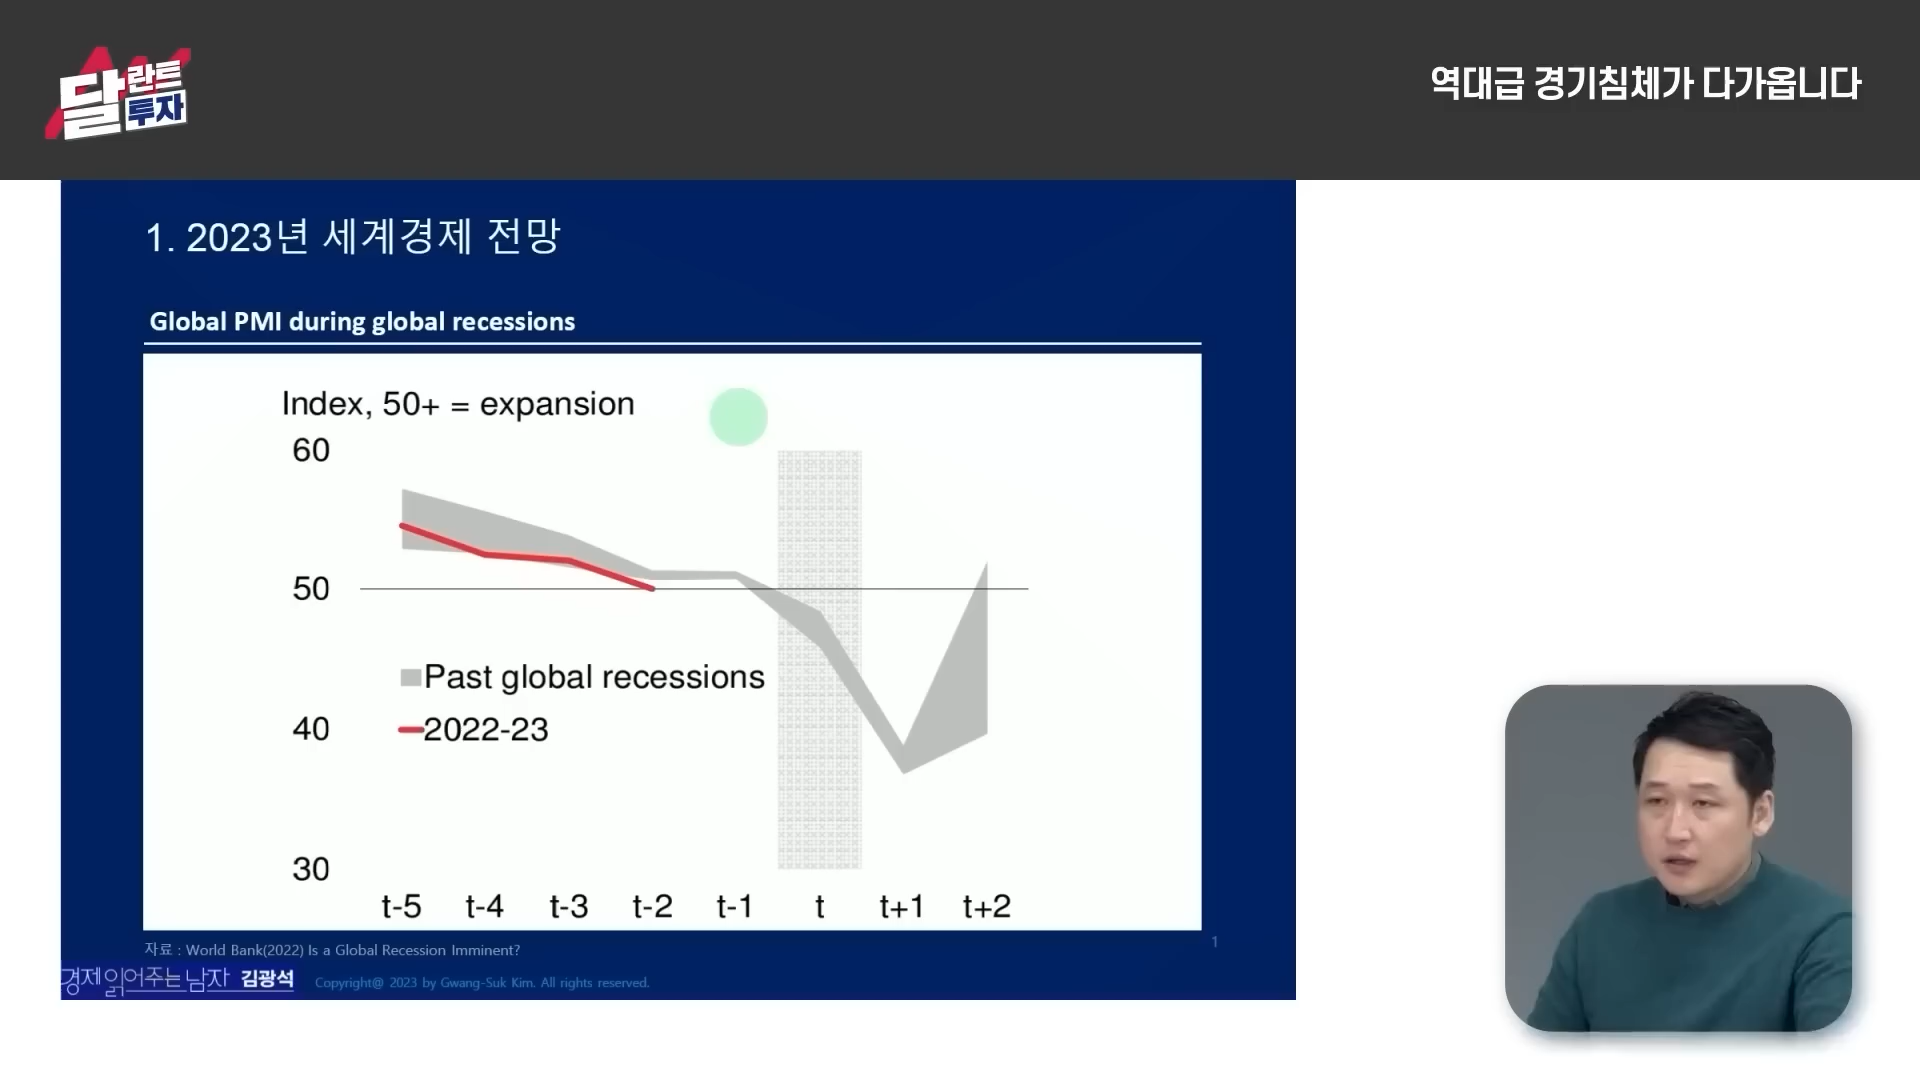 달란트
투자
역대급 경기침체가 다가옵니다
1. 2023년 세계경제 전망
Global PMI during global recessions
Index, 50+ = expansion
60
50
40
30
Past global recessions
2022-23
t-5 t-4 t-3 t-2 t-1 t t+1 t+2
자료 : World Bank(2022) Is a Global Recession Imminent?
1
경제 읽어주는 남자 김광석
Copyright@ 2023 by Gwang-Suk Kim. All rights reserved.